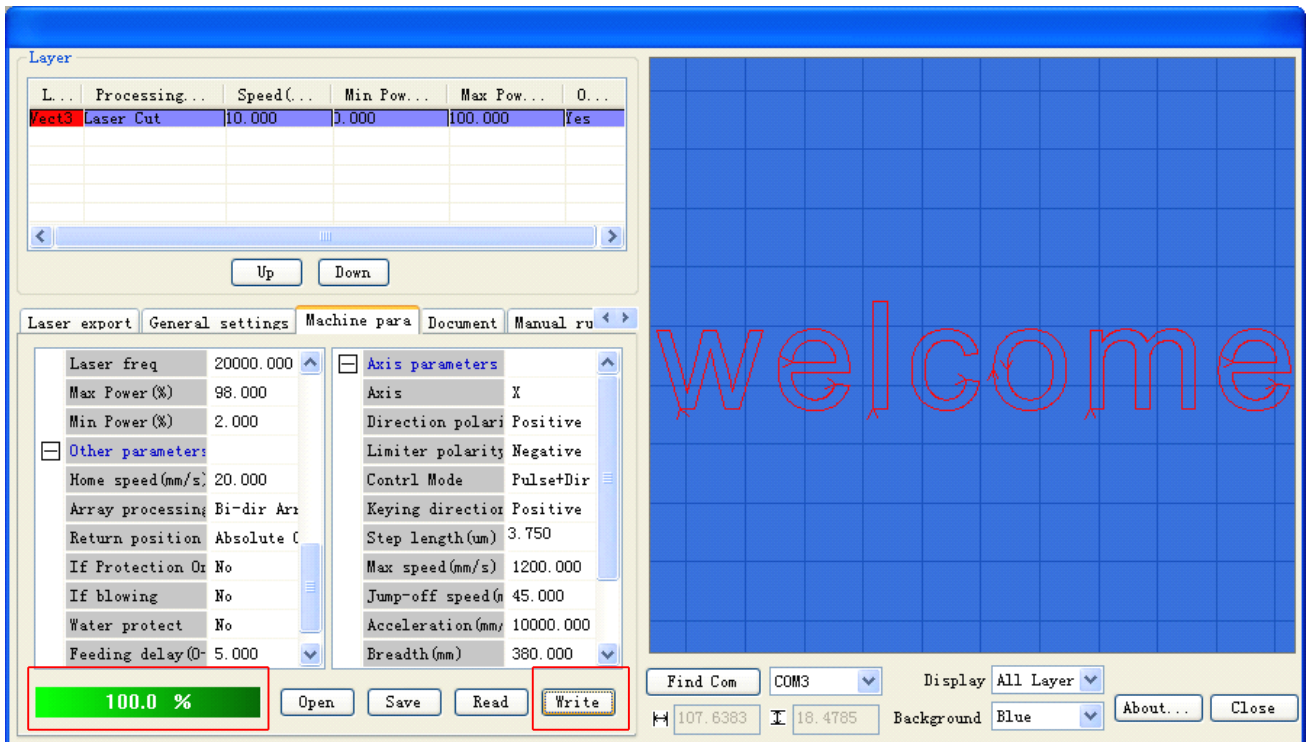 Layer
L... Processing... Speed(... Min Pow... Max Pow... O...
Vect3 Laser Cut 10.000 0.000 100.000 Yes
Up Down
Laser export General settings Machine para Document Manual ru
Laser freq 20000.000
Max Power(%) 98.000
Min Power(%) 2.000
Other parameters
Home speed(mm/s) 20.000
Array processing Bi-dir Arr
Return position Absolute O
If Protection Or No
If blowing No
Water protect No
Feeding delay(0- 5.000
Axis parameters
Axis X
Direction polari Positive
Limiter polarity Negative
Contrl Mode Pulse+Dir
Keying direction Positive
Step length(um) 3.750
Max speed(mm/s) 1200.000
Jump-off speed(m 45.000
Acceleration(mm/ 10000.000
Breadth(mm) 380.000
100.0 %
Open Save Read Write
welcome
Find Com COM3 Display All Layer
107.6383 18.4785 Background Blue About... Close